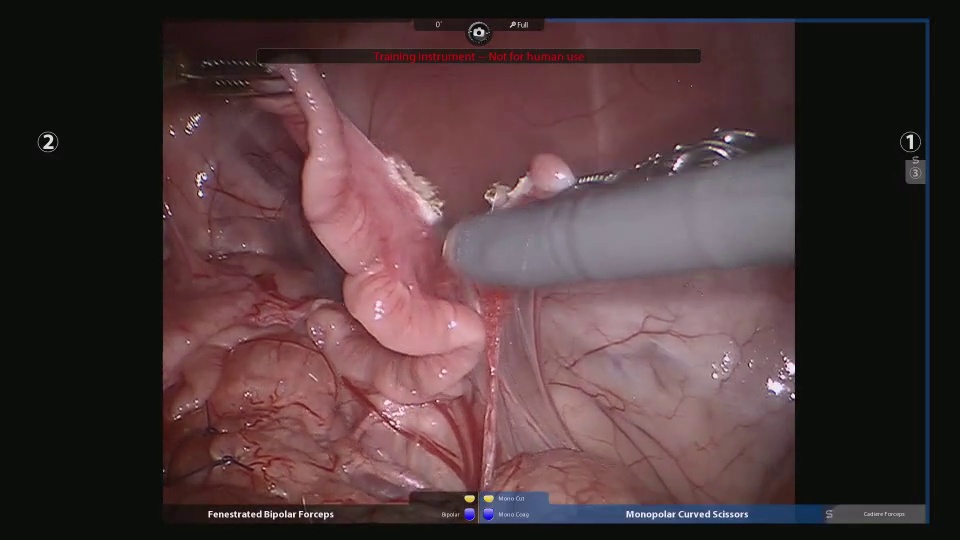 0°
Full
Training instrument -- Not for human use
2
1
S
3
Mono Cut
Fenestrated Bipolar Forceps
Bipolar
Mono Coag
Monopolar Curved Scissors
S
Cadiere Forceps